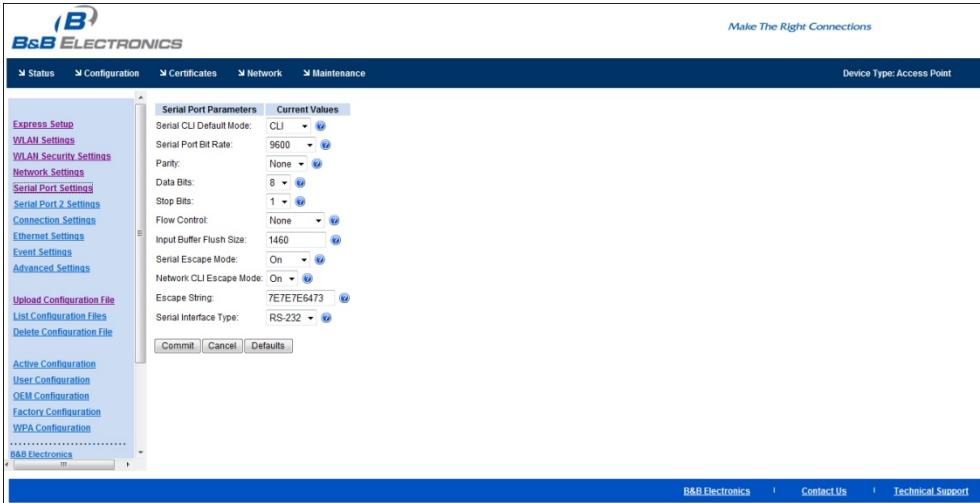 B&B
B&B ELECTRONICS
Make The Right Connections
Status Configuration Certificates Network Maintenance Device Type: Access Point
Express Setup
WLAN Settings
WLAN Security Settings
Network Settings
Serial Port Settings
Serial Port 2 Settings
Connection Settings
Ethernet Settings
Event Settings
Advanced Settings
Upload Configuration File
List Configuration Files
Delete Configuration File
Active Configuration
User Configuration
OEM Configuration
Factory Configuration
WPA Configuration
B&B Electronics
Serial Port Parameters Current Values
Serial CLI Default Mode: CLI
Serial Port Bit Rate: 9600
Parity: None
Data Bits: 8
Stop Bits: 1
Flow Control: None
Input Buffer Flush Size: 1460
Serial Escape Mode: On
Network CLI Escape Mode: On
Escape String: 7E7E7E6473
Serial Interface Type: RS-232
Commit Cancel Defaults
B&B Electronics | Contact Us | Technical Support